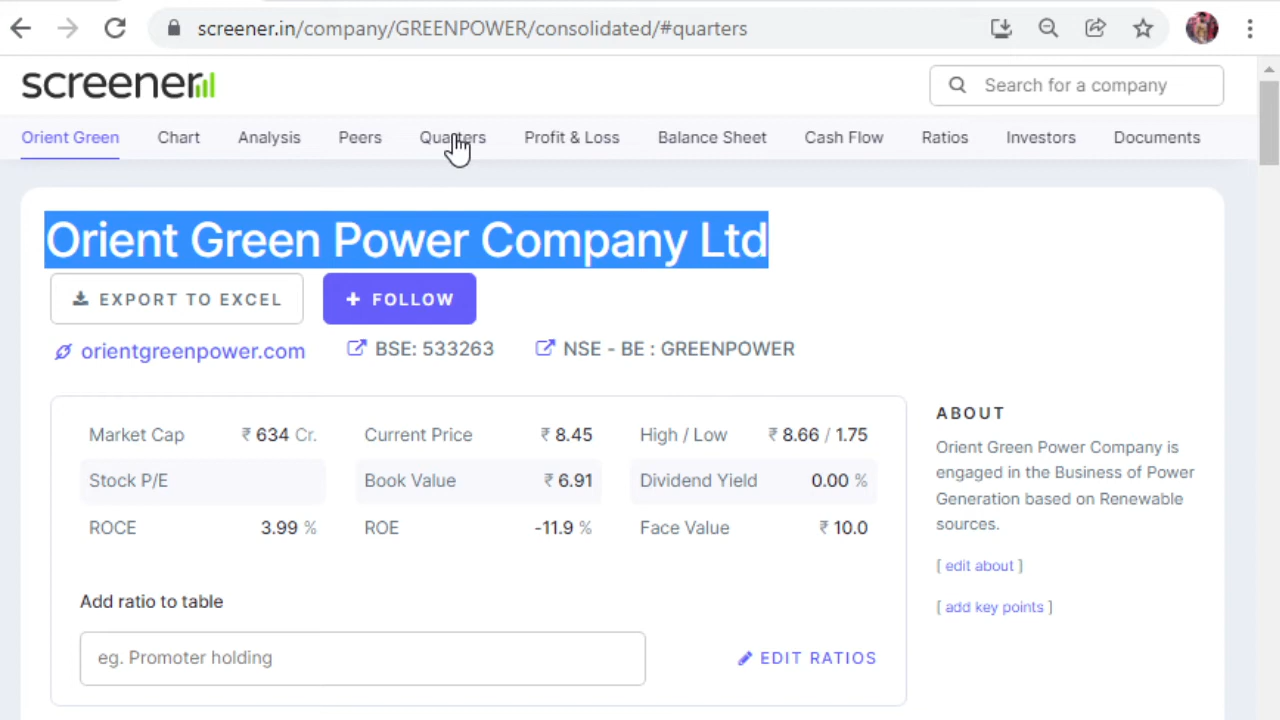 screener.in/company/GREENPOWER/consolidated/#quarters
screener
Search for a company
Orient Green Chart Analysis Peers Quarters Profit & Loss Balance Sheet Cash Flow Ratios Investors Documents
Orient Green Power Company Ltd
EXPORT TO EXCEL + FOLLOW
orientgreenpower.com BSE: 533263 NSE - BE : GREENPOWER
Market Cap ₹ 634 Cr. Current Price ₹ 8.45 High / Low ₹ 8.66 / 1.75
Stock P/E Book Value ₹ 6.91 Dividend Yield 0.00 %
ROCE 3.99 % ROE -11.9 % Face Value ₹ 10.0
Add ratio to table
eg. Promoter holding EDIT RATIOS
ABOUT
Orient Green Power Company is
engaged in the Business of Power
Generation based on Renewable
sources.
[ edit about ]
[ add key points ]